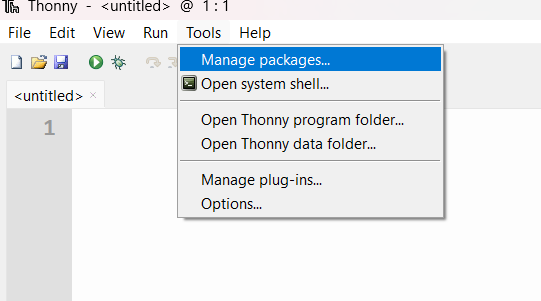 Thonny - <untitled> @ 1 : 1
File Edit View Run Tools Help
Manage packages...
Open system shell...
<untitled> ×
Open Thonny program folder...
1
Open Thonny data folder...
Manage plug-ins...
Options...